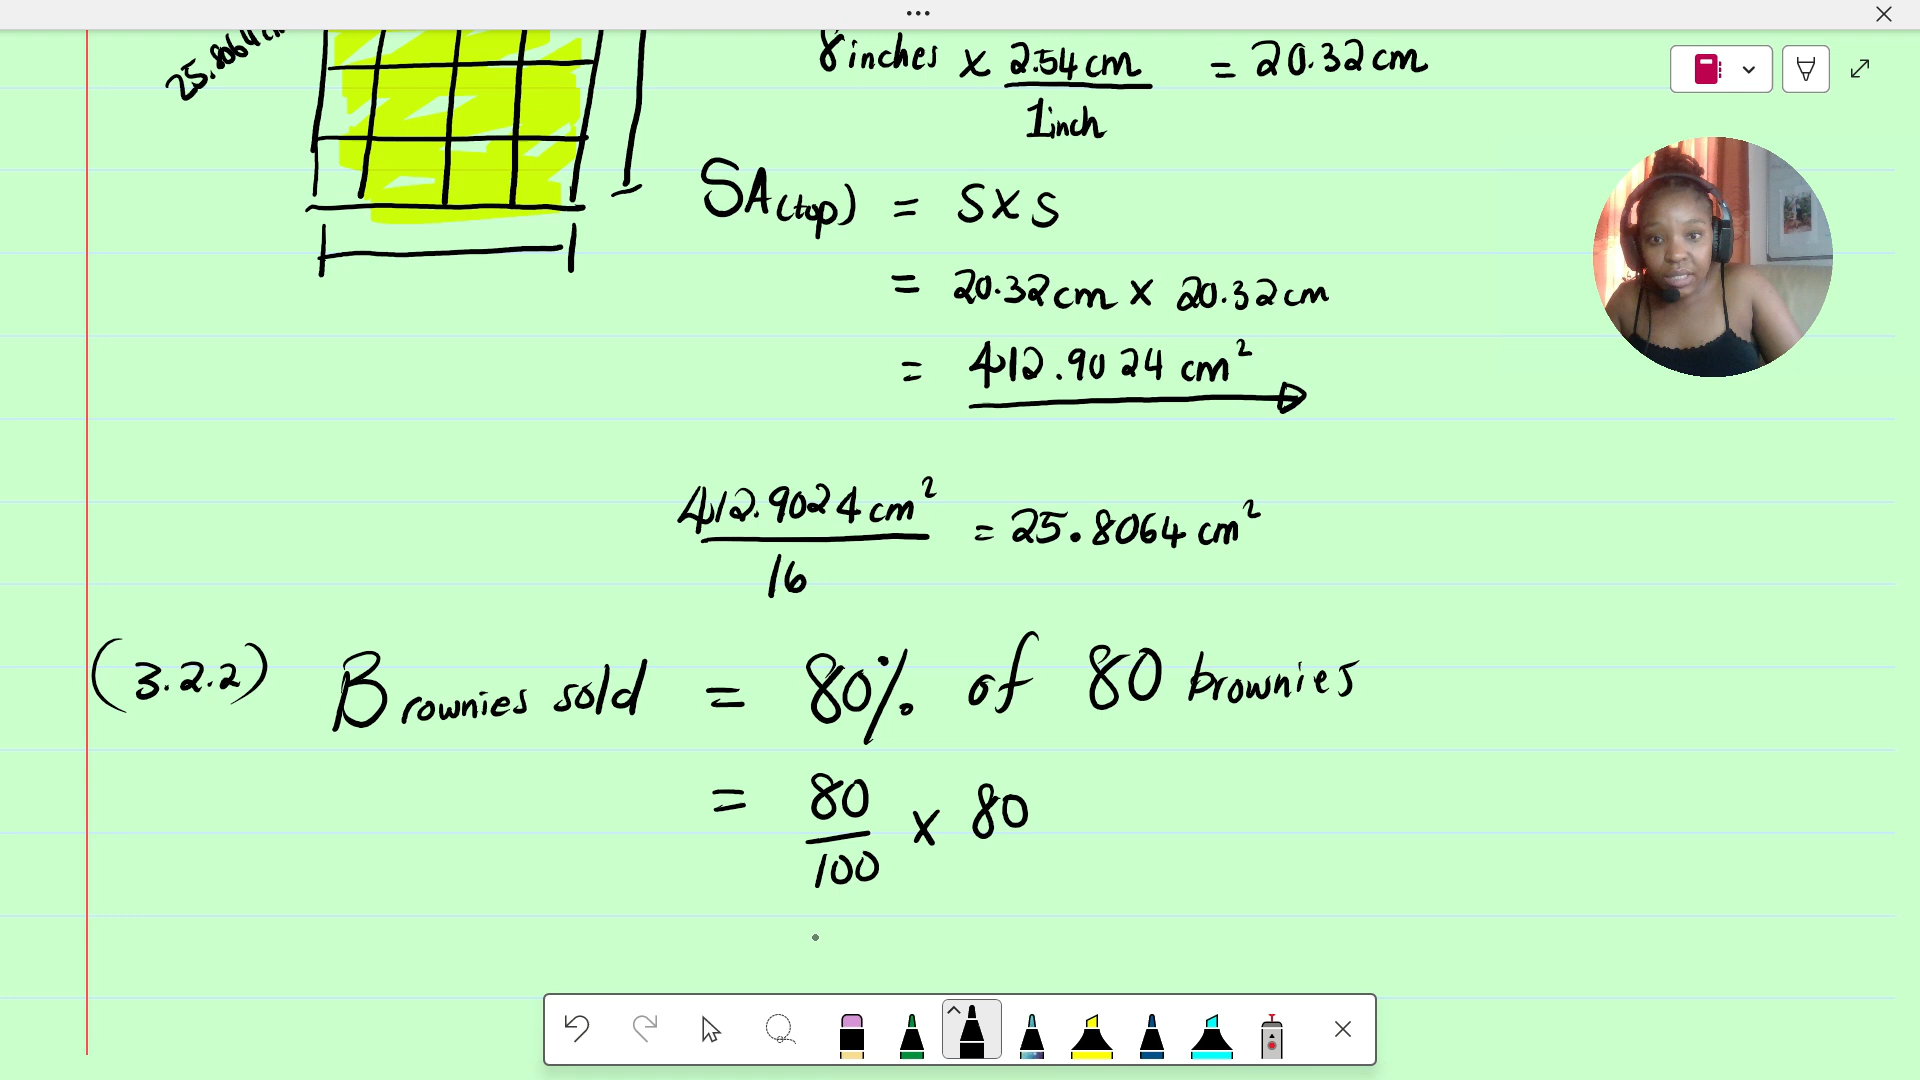 25.8064cm
8 inches × 2.54 cm / 1 inch = 20.32 cm
SA(top) = s × s
= 20.32 cm × 20.32 cm
= 412.9024 cm²
412.9024 cm² / 16 = 25.8064 cm²
(3.2.2) Brownies sold = 80% of 80 brownies
= 80/100 × 80